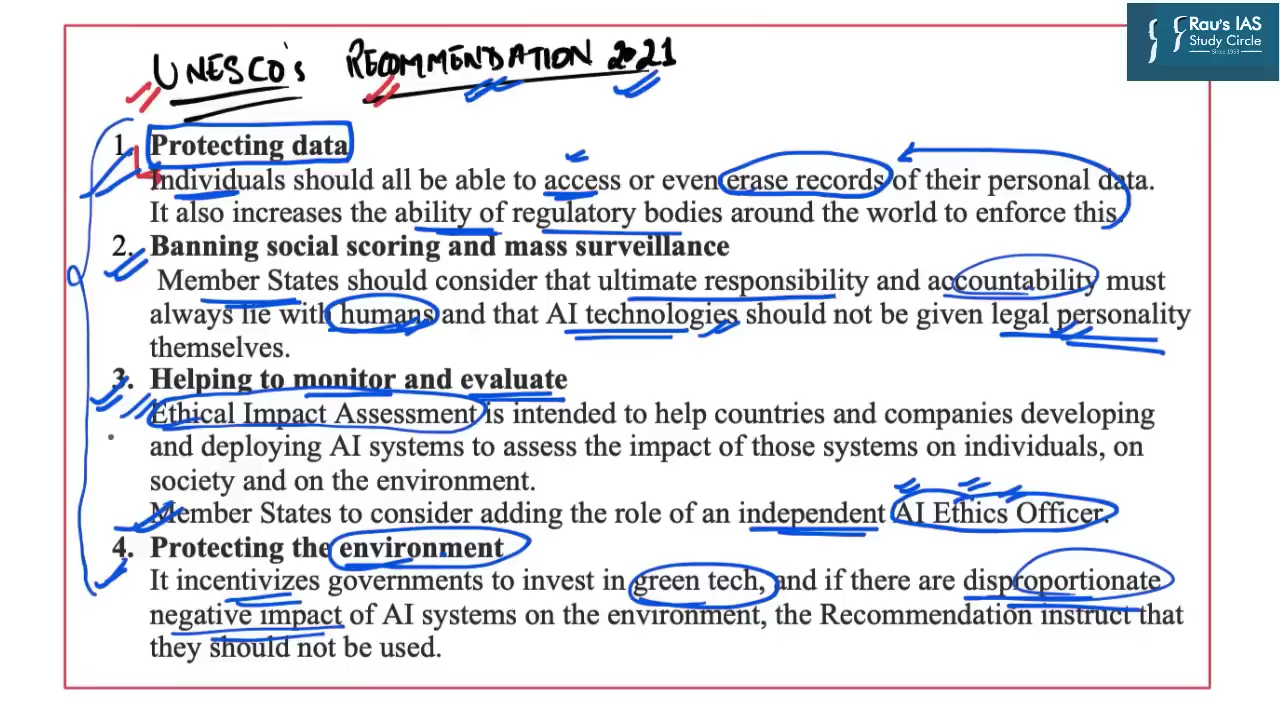 Rau's IAS
Study Circle
Since 1953
UNESCO's RECOMMENDATION 2021
1. Protecting data
Individuals should all be able to access or even erase records of their personal data.
It also increases the ability of regulatory bodies around the world to enforce this.
2. Banning social scoring and mass surveillance
Member States should consider that ultimate responsibility and accountability must
always lie with humans and that AI technologies should not be given legal personality
themselves.
3. Helping to monitor and evaluate
Ethical Impact Assessment is intended to help countries and companies developing
and deploying AI systems to assess the impact of those systems on individuals, on
society and on the environment.
Member States to consider adding the role of an independent AI Ethics Officer.
4. Protecting the environment
It incentivizes governments to invest in green tech, and if there are disproportionate
negative impact of AI systems on the environment, the Recommendation instruct that
they should not be used.